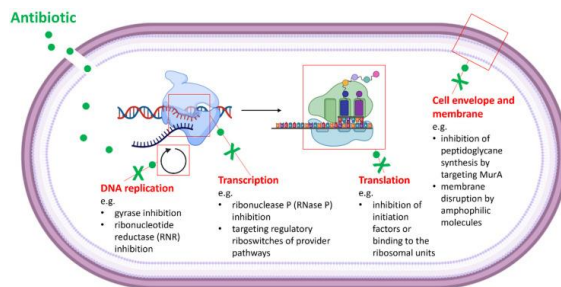 Antibiotic
DNA replication
e.g.
• gyrase inhibition
• ribonucleotide
reductase (RNR)
inhibition
Transcription
e.g.
• ribonuclease P (RNase P)
inhibition
• targeting regulatory
riboswitches of provider
pathways
Translation
e.g.
• inhibition of
initiation
factors or
binding to the
ribosomal units
Cell envelope and
membrane
e.g.
• inhibition of
peptidoglycane
synthesis by
targeting MurA
• membrane
disruption by
amphophilic
molecules